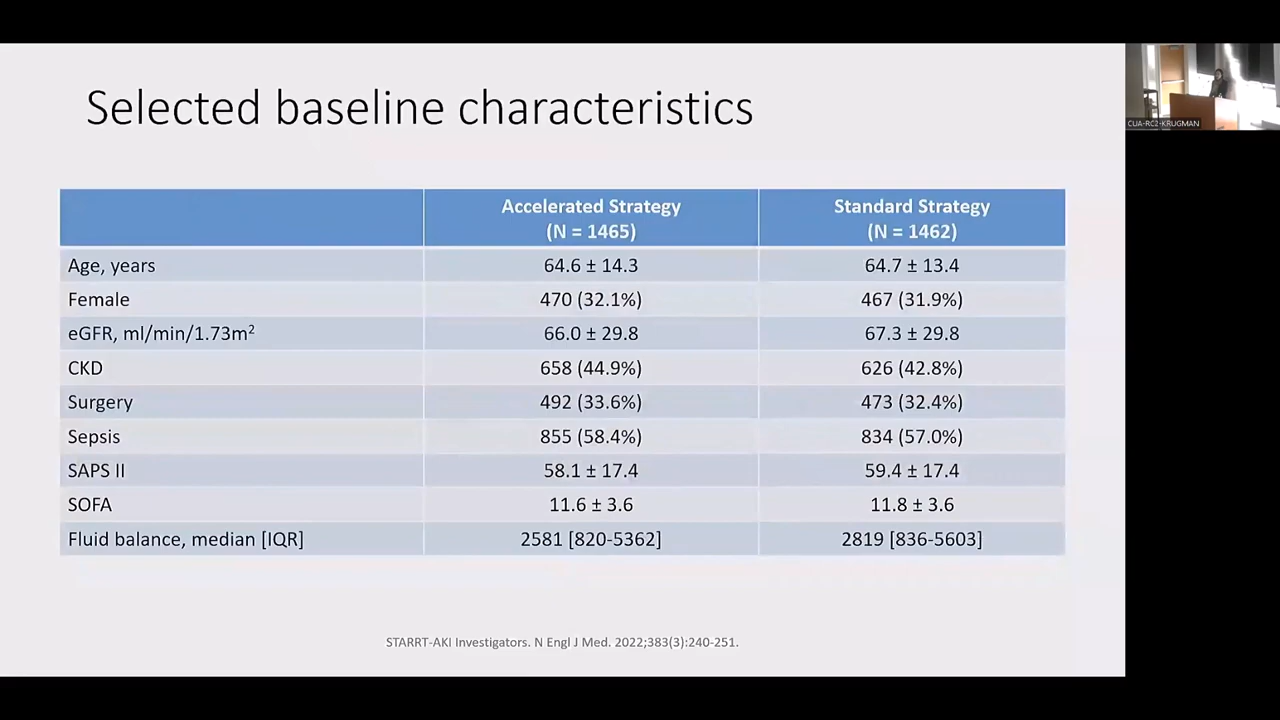 Selected baseline characteristics
Accelerated Strategy (N = 1465)
Standard Strategy (N = 1462)
Age, years 64.6 ± 14.3 64.7 ± 13.4
Female 470 (32.1%) 467 (31.9%)
eGFR, ml/min/1.73m² 66.0 ± 29.8 67.3 ± 29.8
CKD 658 (44.9%) 626 (42.8%)
Surgery 492 (33.6%) 473 (32.4%)
Sepsis 855 (58.4%) 834 (57.0%)
SAPS II 58.1 ± 17.4 59.4 ± 17.4
SOFA 11.6 ± 3.6 11.8 ± 3.6
Fluid balance, median [IQR] 2581 [820-5362] 2819 [836-5603]
STARRT-AKI Investigators. N Engl J Med. 2022;383(3):240-251.
CUA-RC2-KRUGMAN